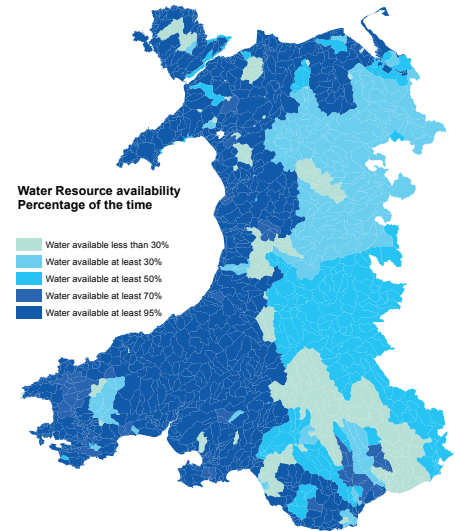 Water Resource availability
Percentage of the time
Water available less than 30%
Water available at least 30%
Water available at least 50%
Water available at least 70%
Water available at least 95%